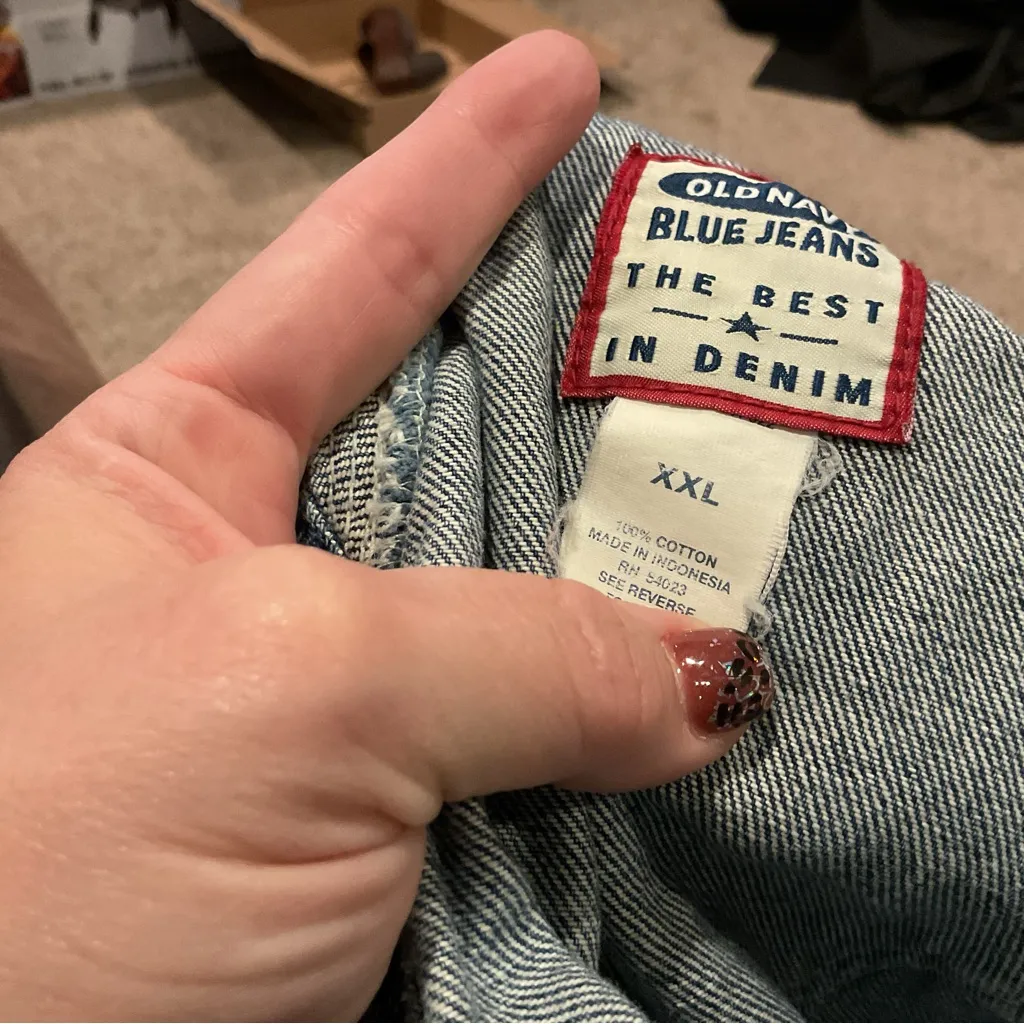 OLD NAVY
BLUE JEANS
THE BEST
IN DENIM
XXL
100% COTTON
MADE IN INDONESIA
RN 54023
SEE REVERSE